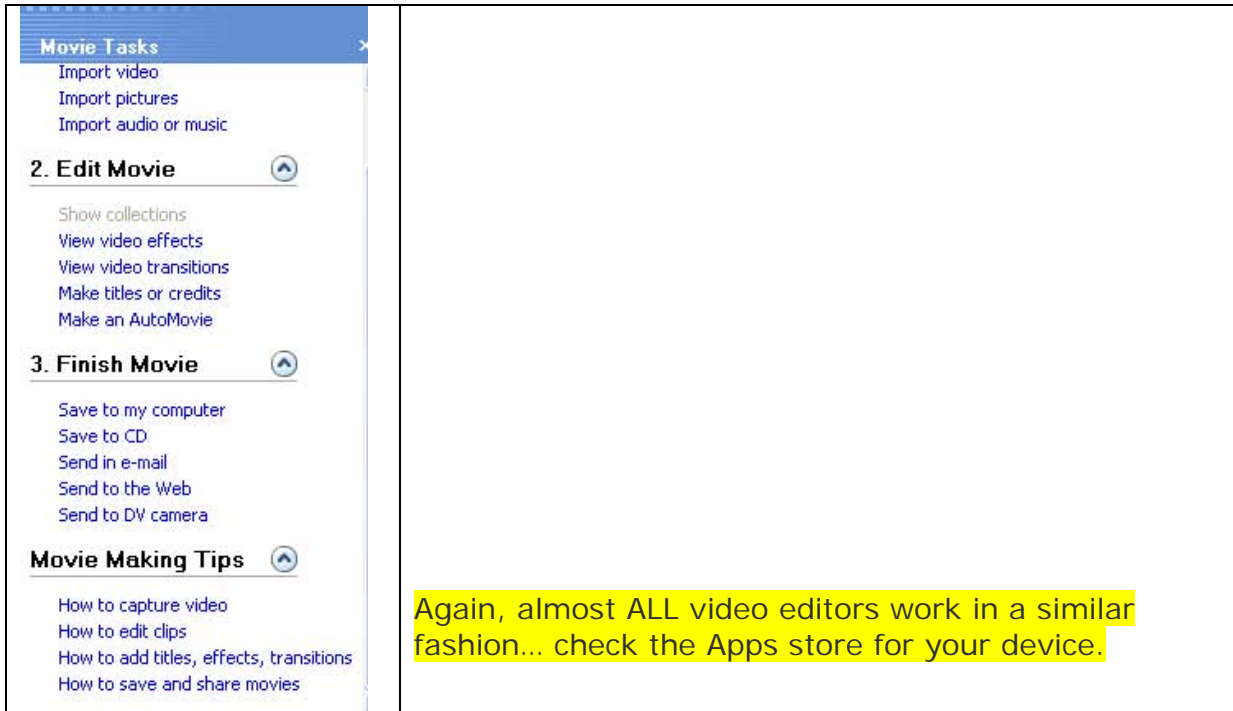 Movie Tasks
Import video
Import pictures
Import audio or music
2. Edit Movie
Show collections
View video effects
View video transitions
Make titles or credits
Make an AutoMovie
3. Finish Movie
Save to my computer
Save to CD
Send in e-mail
Send to the Web
Send to DV camera
Movie Making Tips
How to capture video
How to edit clips
How to add titles, effects, transitions
How to save and share movies
Again, almost ALL video editors work in a similar
fashion... check the Apps store for your device.